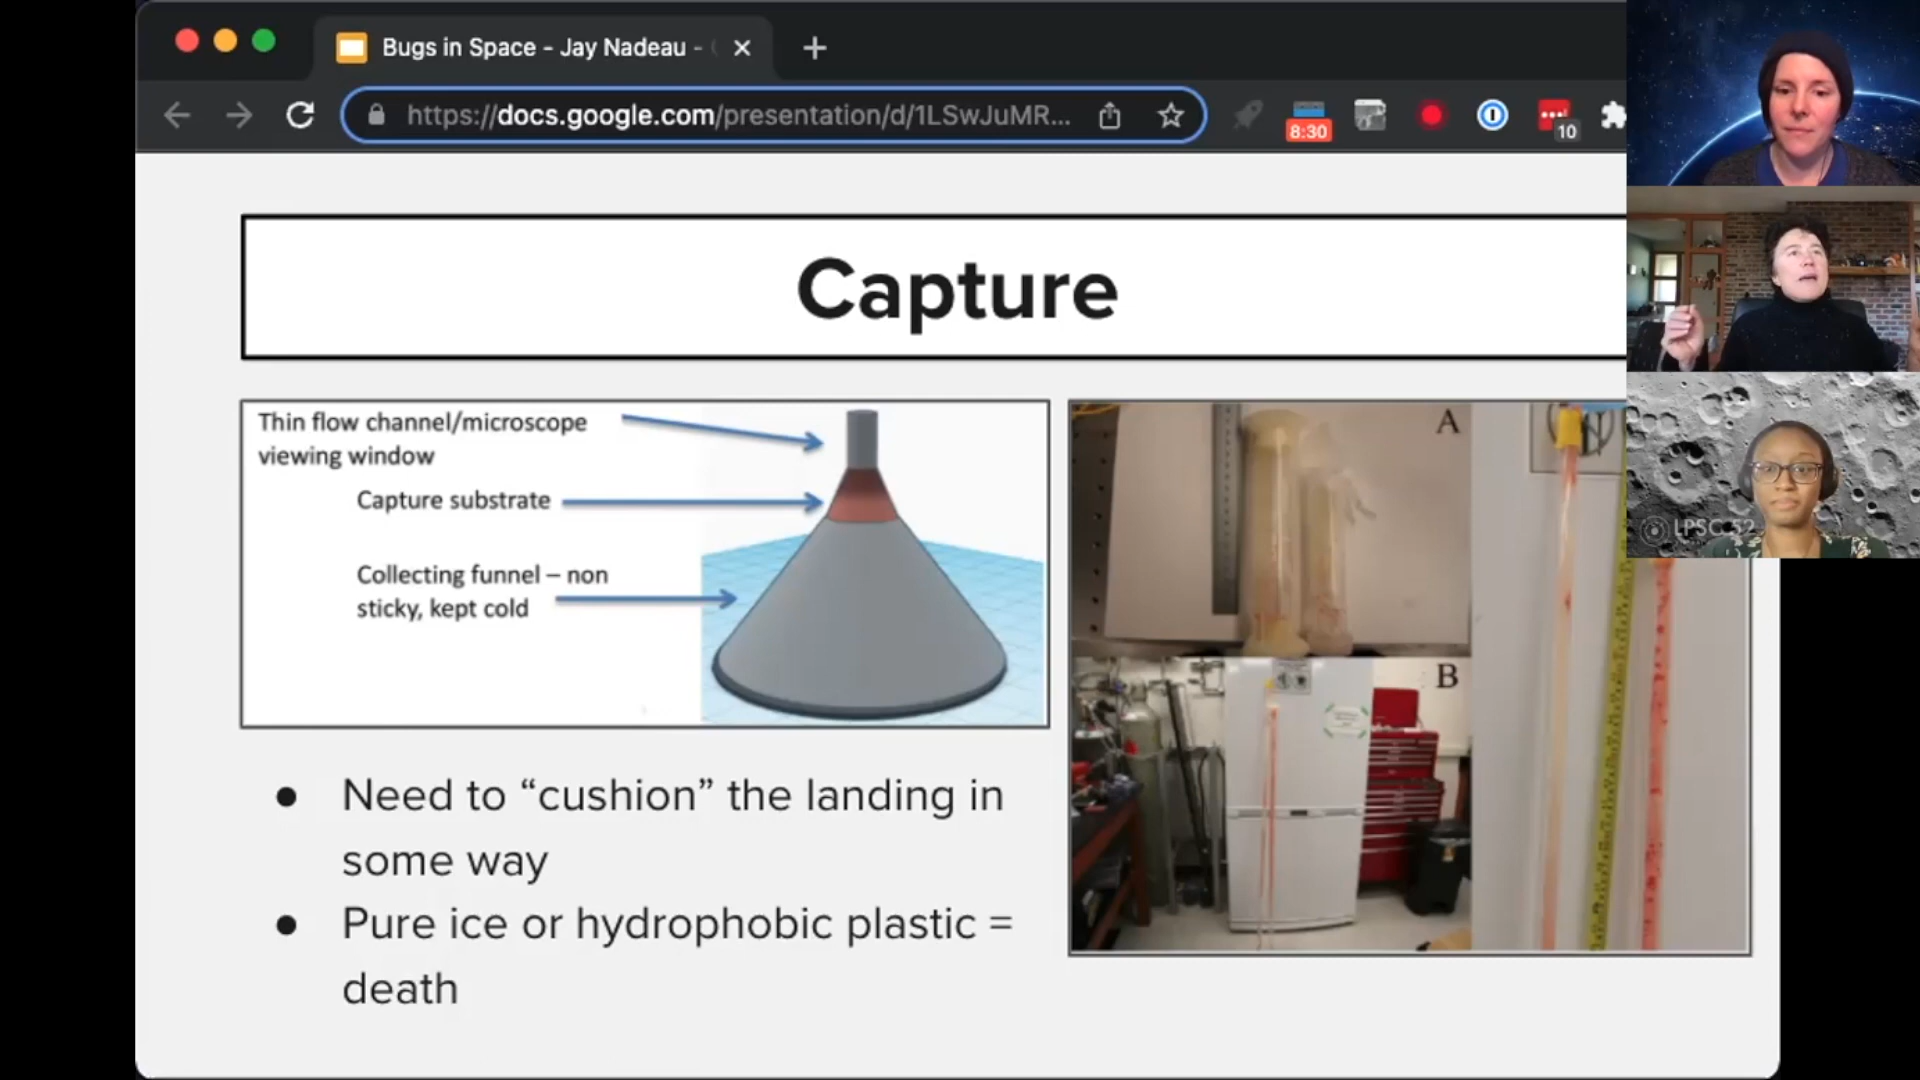 Bugs in Space - Jay Nadeau -
https://docs.google.com/presentation/d/1LSwJuMR...
8:30
10
Capture
Thin flow channel/microscope
viewing window
Capture substrate
Collecting funnel – non
sticky, kept cold
A
B
LPSC 52
● Need to “cushion” the landing in
some way
● Pure ice or hydrophobic plastic =
death